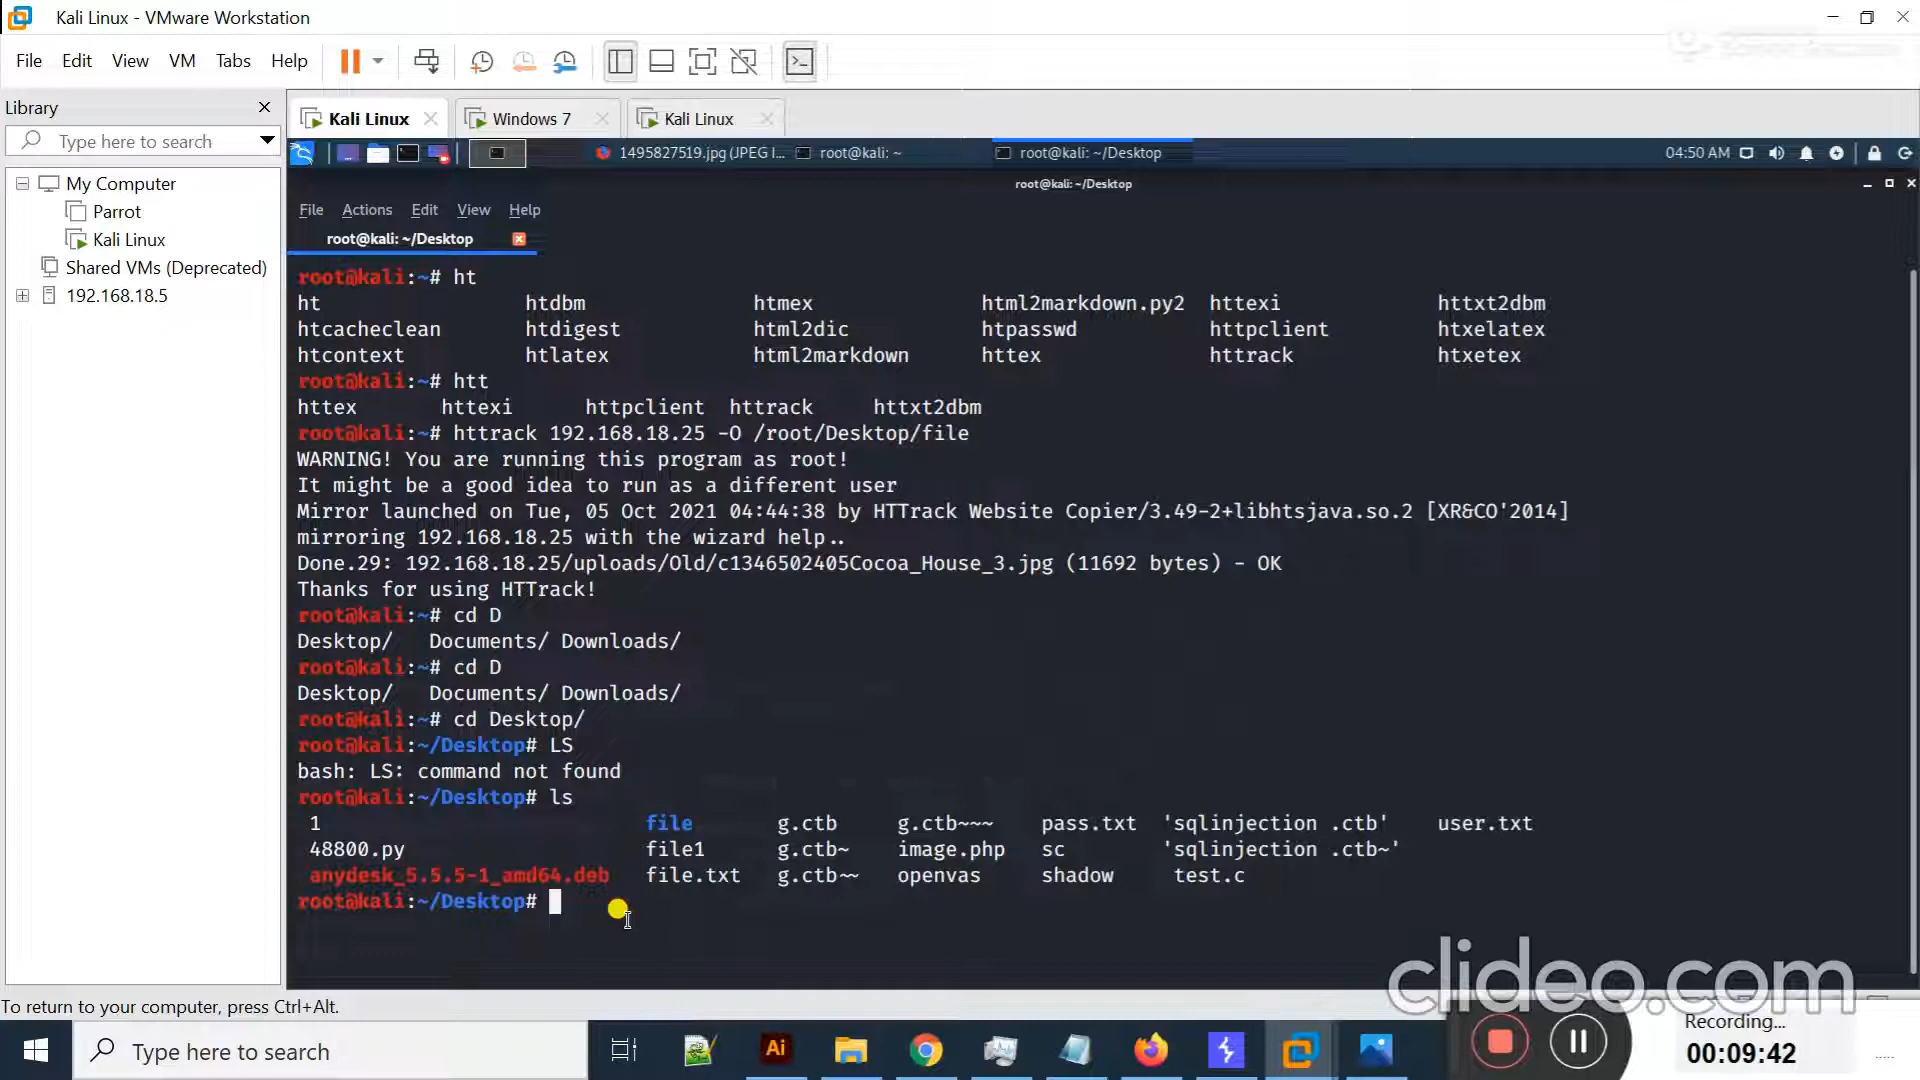 Kali Linux - VMware Workstation
File Edit View VM Tabs Help
Library
Type here to search
My Computer
Parrot
Kali Linux
Shared VMs (Deprecated)
192.168.18.5
Kali Linux Windows 7 Kali Linux
1495827519.jpg (JPEG I... root@kali: ~ root@kali: ~/Desktop 04:50 AM
root@kali: ~/Desktop
File Actions Edit View Help
root@kali: ~/Desktop
root@kali:~# ht
ht htdbm htmex html2markdown.py2 httexi httxt2dbm
htcacheclean htdigest html2dic htpasswd httpclient htxelatex
htcontext htlatex html2markdown httex httrack htxetex
root@kali:~# htt
httex httexi httpclient httrack httxt2dbm
root@kali:~# httrack 192.168.18.25 -O /root/Desktop/file
WARNING! You are running this program as root!
It might be a good idea to run as a different user
Mirror launched on Tue, 05 Oct 2021 04:44:38 by HTTrack Website Copier/3.49-2+libhtsjava.so.2 [XR&CO'2014]
mirroring 192.168.18.25 with the wizard help..
Done.29: 192.168.18.25/uploads/Old/c1346502405Cocoa_House_3.jpg (11692 bytes) - OK
Thanks for using HTTrack!
root@kali:~# cd D
Desktop/ Documents/ Downloads/
root@kali:~# cd D
Desktop/ Documents/ Downloads/
root@kali:~# cd Desktop/
root@kali:~/Desktop# LS
bash: LS: command not found
root@kali:~/Desktop# ls
1 file g.ctb g.ctb~~~ pass.txt 'sqlinjection .ctb' user.txt
48800.py file1 g.ctb~ image.php sc 'sqlinjection .ctb~'
anydesk_5.5.5-1_amd64.deb file.txt g.ctb~~ openvas shadow test.c
root@kali:~/Desktop#
clideo.com
To return to your computer, press Ctrl+Alt.
Type here to search
Ai
Recording...
00:09:42